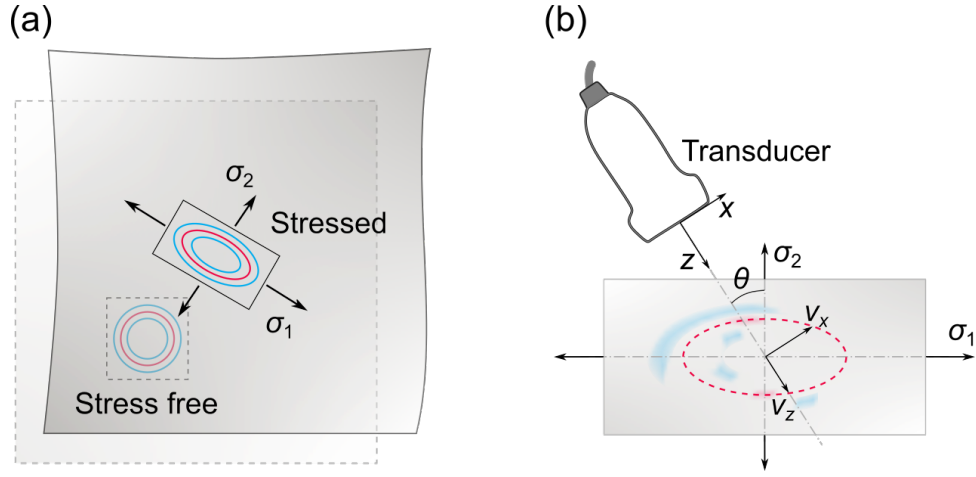 (a)
σ2
Stressed
σ1
Stress free
(b)
Transducer
x
z
θ
σ2
vx
σ1
vz